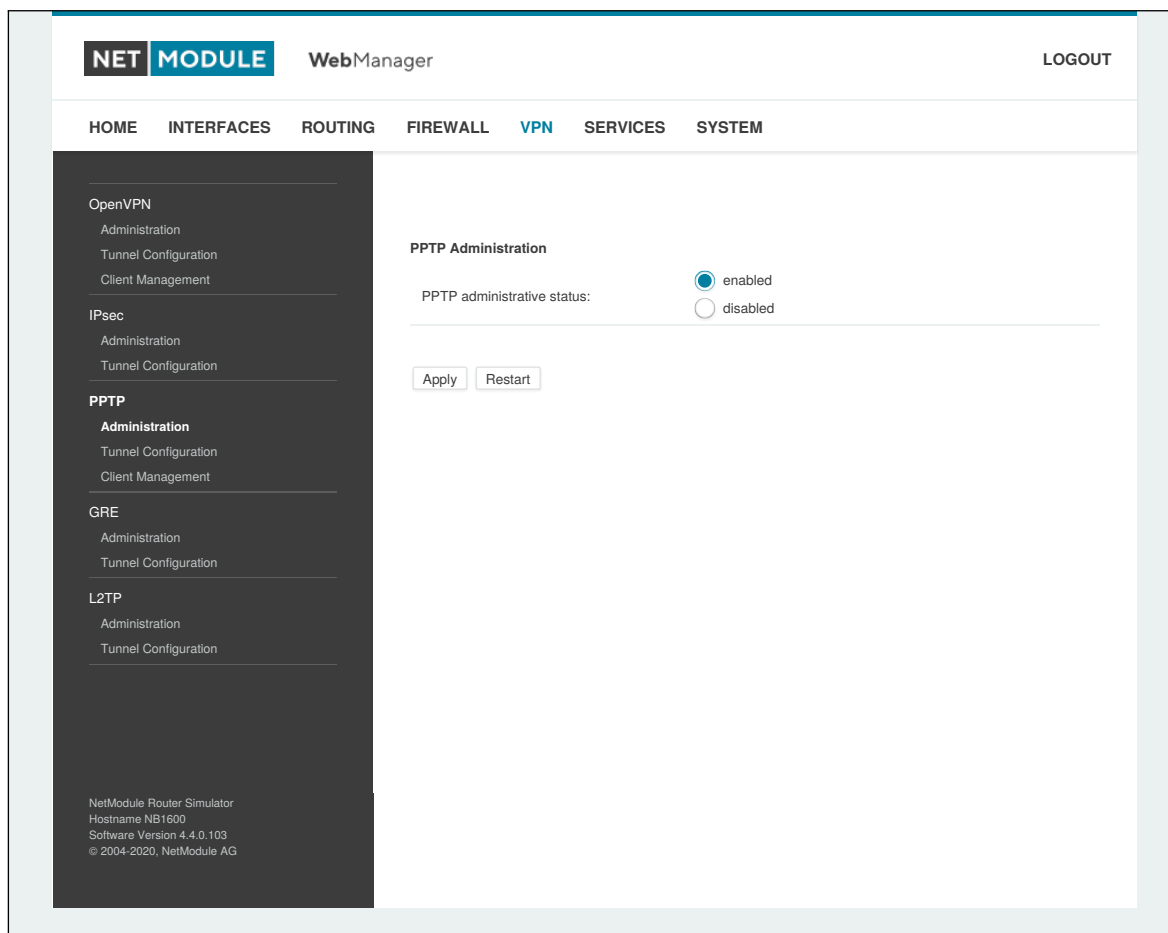 NET MODULE WebManager LOGOUT
HOME INTERFACES ROUTING FIREWALL VPN SERVICES SYSTEM
OpenVPN
Administration
Tunnel Configuration
Client Management
IPsec
Administration
Tunnel Configuration
PPTP
Administration
Tunnel Configuration
Client Management
GRE
Administration
Tunnel Configuration
L2TP
Administration
Tunnel Configuration
NetModule Router Simulator
Hostname NB1600
Software Version 4.4.0.103
© 2004-2020, NetModule AG
PPTP Administration
PPTP administrative status:
enabled
disabled
Apply Restart